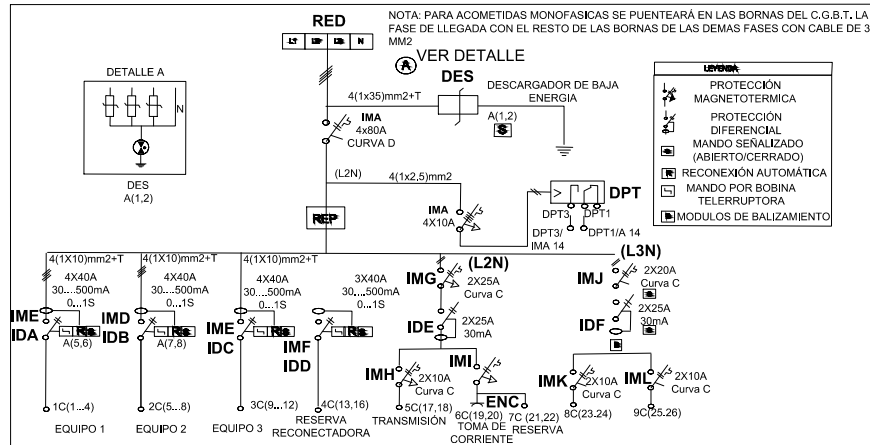 RED
L1 L2 L3 N
NOTA: PARA ACOMETIDAS MONOFASICAS SE PUENTEARÁ EN LAS BORNAS DEL C.G.B.T. LA
FASE DE LLEGADA CON EL RESTO DE LAS BORNAS DE LAS DEMAS FASES CON CABLE DE 3
MM2
A VER DETALLE
DETALLE A
N
DES
A(1,2)
4(1x35)mm2+T
DES
DESCARGADOR DE BAJA
ENERGIA
A(1,2)
S
IMA
4x80A
CURVA D
(L2N)
4(1x2,5)mm2
IMA
4X10A
DPT
DPT3 DPT1
DPT3/
IMA 14
DPT1/A 14
REP
LEYENDA
PROTECCIÓN
MAGNETOTERMICA
PROTECCIÓN
DIFERENCIAL
MANDO SEÑALIZADO
(ABIERTO/CERRADO)
R RECONEXIÓN AUTOMÁTICA
MANDO POR BOBINA
TELERRUPTORA
MODULOS DE BALIZAMIENTO
4(1X10)mm2+T
4X40A
30....500mA
0...1S
IME
IDA
A(5,6)
1C(1...4)
EQUIPO 1
4(1X10)mm2+T
4X40A
30....500mA
0...1S
IMD
IDB
A(7,8)
2C(5...8)
EQUIPO 2
4(1X10)mm2+T
4X40A
30....500mA
0...1S
IME
IDC
3C(9...12)
EQUIPO 3
3X40A
30....500mA
0...1S
IMF
IDD
4C(13,16)
RESERVA
RECONECTADORA
(L2N)
IMG
2X25A
Curva C
IDE
2X25A
30mA
IMH
2X10A
Curva C
5C(17,18)
TRANSMISIÓN
IMI
2X10A
Curva C
ENC
6C(19,20)
TOMA DE
CORRIENTE
7C (21,22)
RESERVA
(L3N)
IMJ
2X20A
Curva C
IDF
2X25A
30mA
IMK
2X10A
Curva C
8C(23.24)
IML
2X10A
Curva C
9C(25.26)